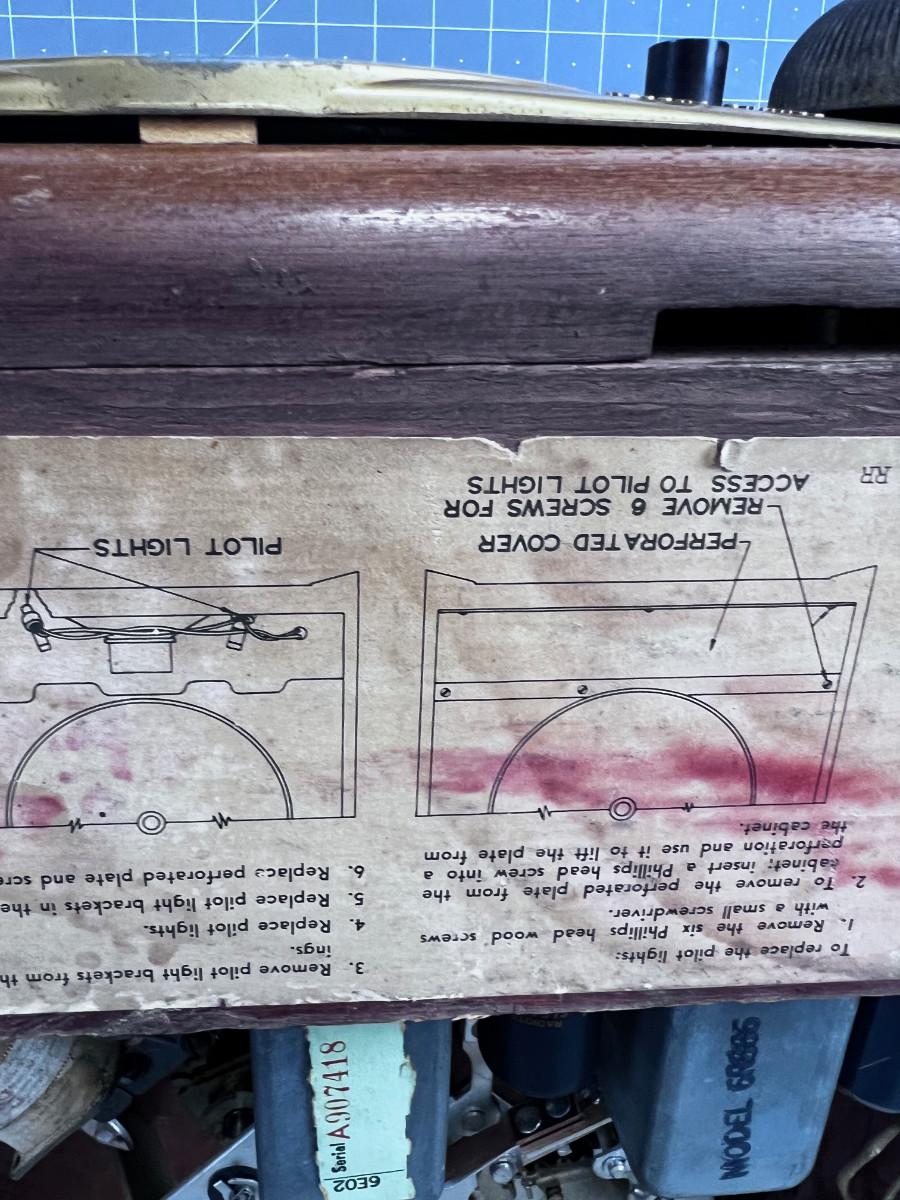 To replace the pilot lights:
1. Remove the six Phillips head wood screws
with a small screwdriver.
2. To remove the perforated plate from the
cabinet; insert a Phillips head screw into a
perforation and use it to lift the plate from
the cabinet.
3. Remove pilot light brackets from th
ings.
4. Replace pilot lights.
5. Replace pilot light brackets in the
6. Replace perforated plate and scre
PERFORATED COVER
REMOVE 6 SCREWS FOR
ACCESS TO PILOT LIGHTS
PILOT LIGHTS
RR
6E02
Serial A907418
MODEL 6R885